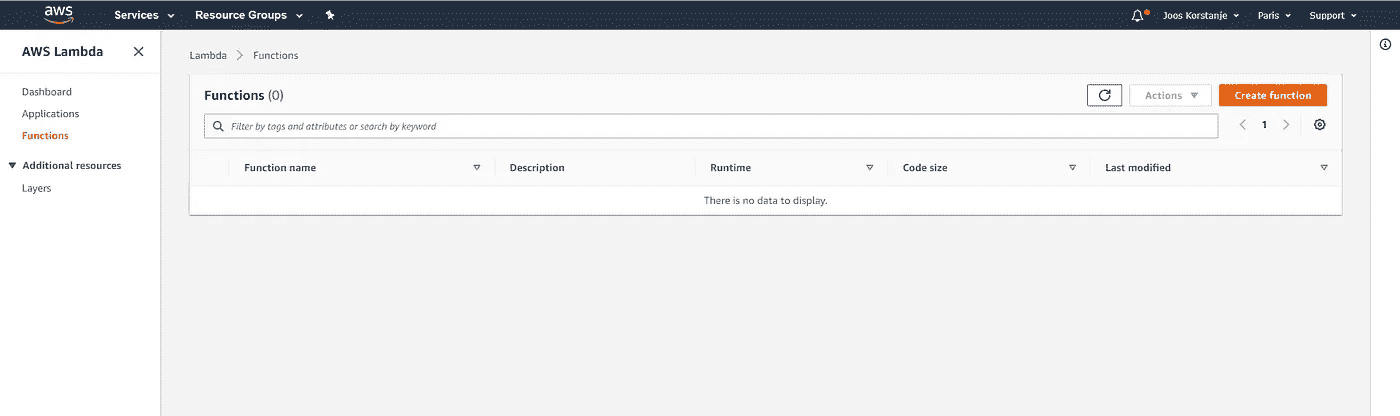 aws Services Resource Groups Joos Korstanje Paris Support
AWS Lambda
Lambda Functions
Dashboard
Applications
Functions
Additional resources
Layers
Functions (0)
Actions Create function
Filter by tags and attributes or search by keyword
1
Function name Description Runtime Code size Last modified
There is no data to display.